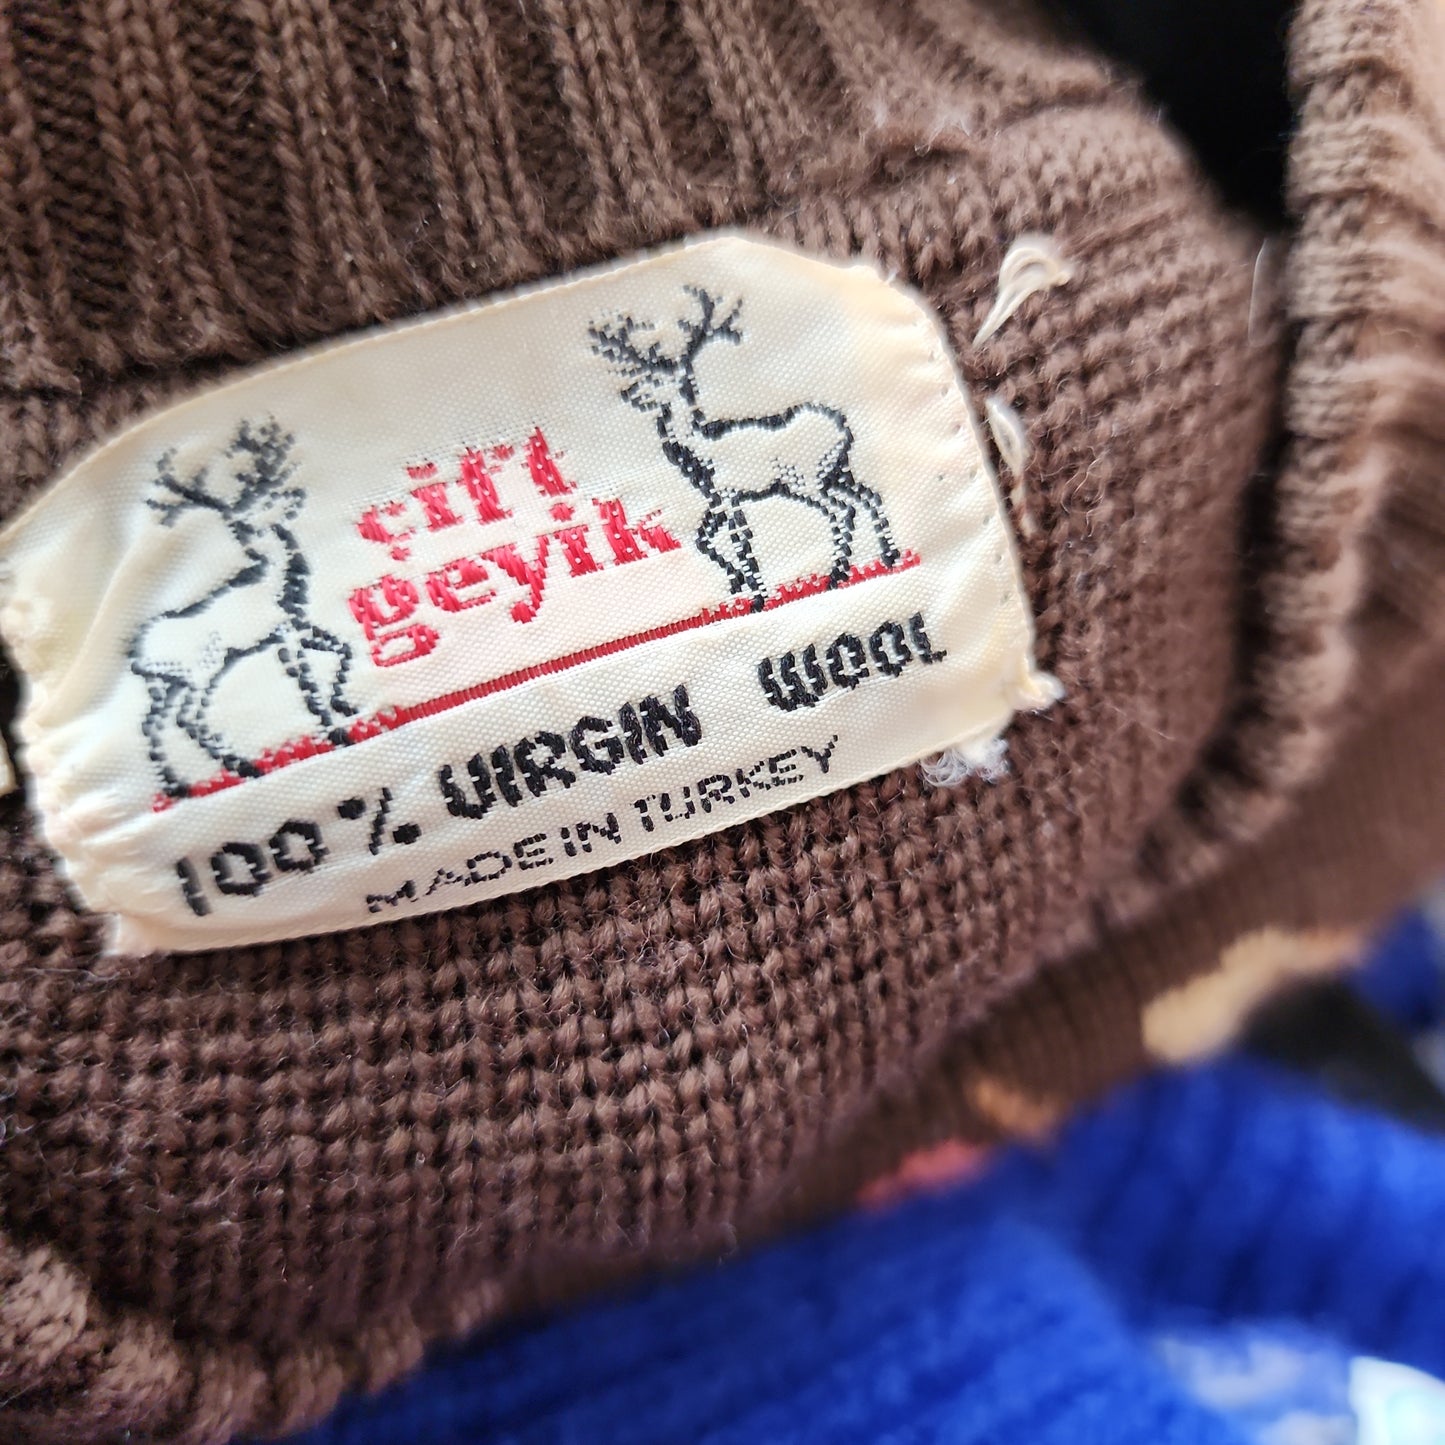 çift
geyik
100% VIRGIN WOOL
MADE IN TURKEY